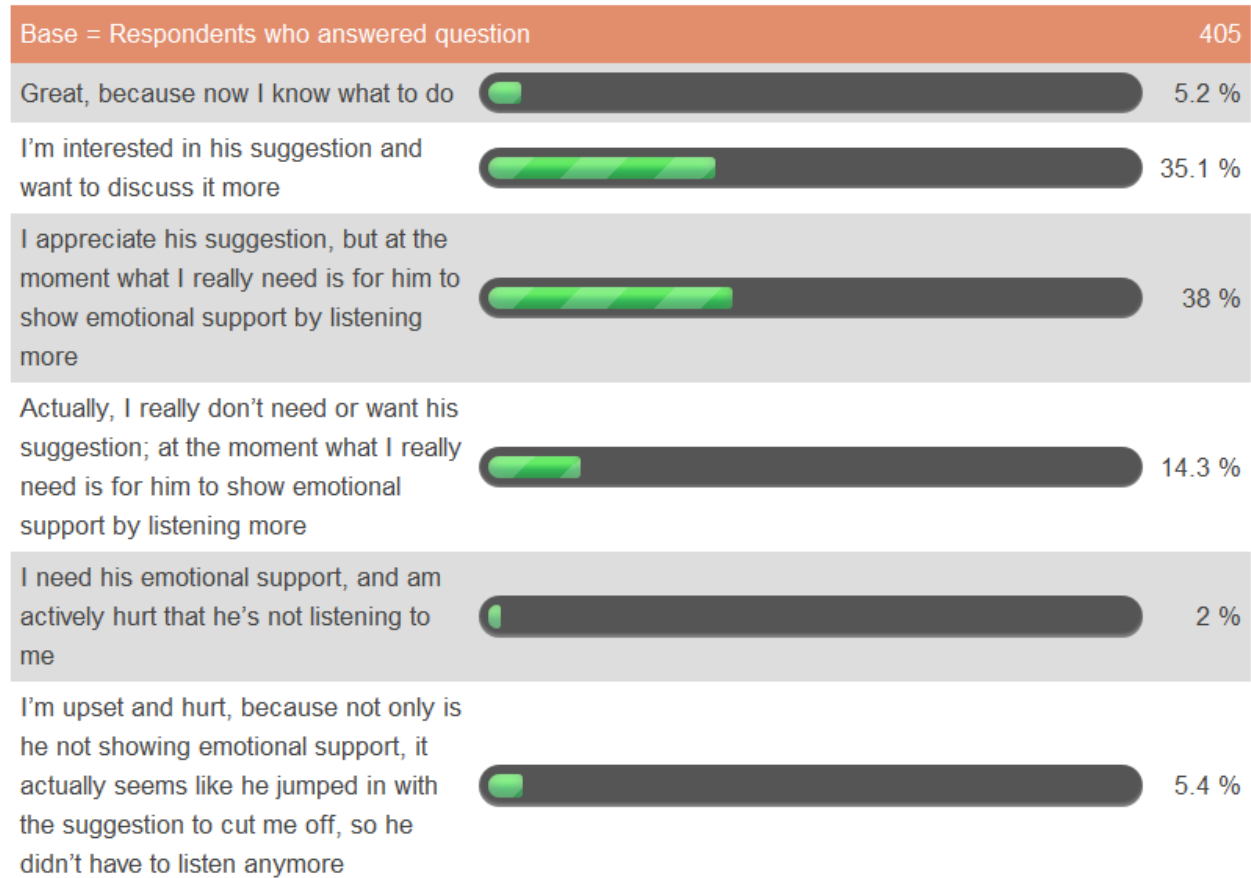 Base = Respondents who answered question 405
Great, because now I know what to do 5.2 %
I’m interested in his suggestion and
want to discuss it more
35.1 %
I appreciate his suggestion, but at the
moment what I really need is for him to
show emotional support by listening
more
38 %
Actually, I really don’t need or want his
suggestion; at the moment what I really
need is for him to show emotional
support by listening more
14.3 %
I need his emotional support, and am
actively hurt that he’s not listening to
me
2 %
I’m upset and hurt, because not only is
he not showing emotional support, it
actually seems like he jumped in with
the suggestion to cut me off, so he
didn’t have to listen anymore
5.4 %